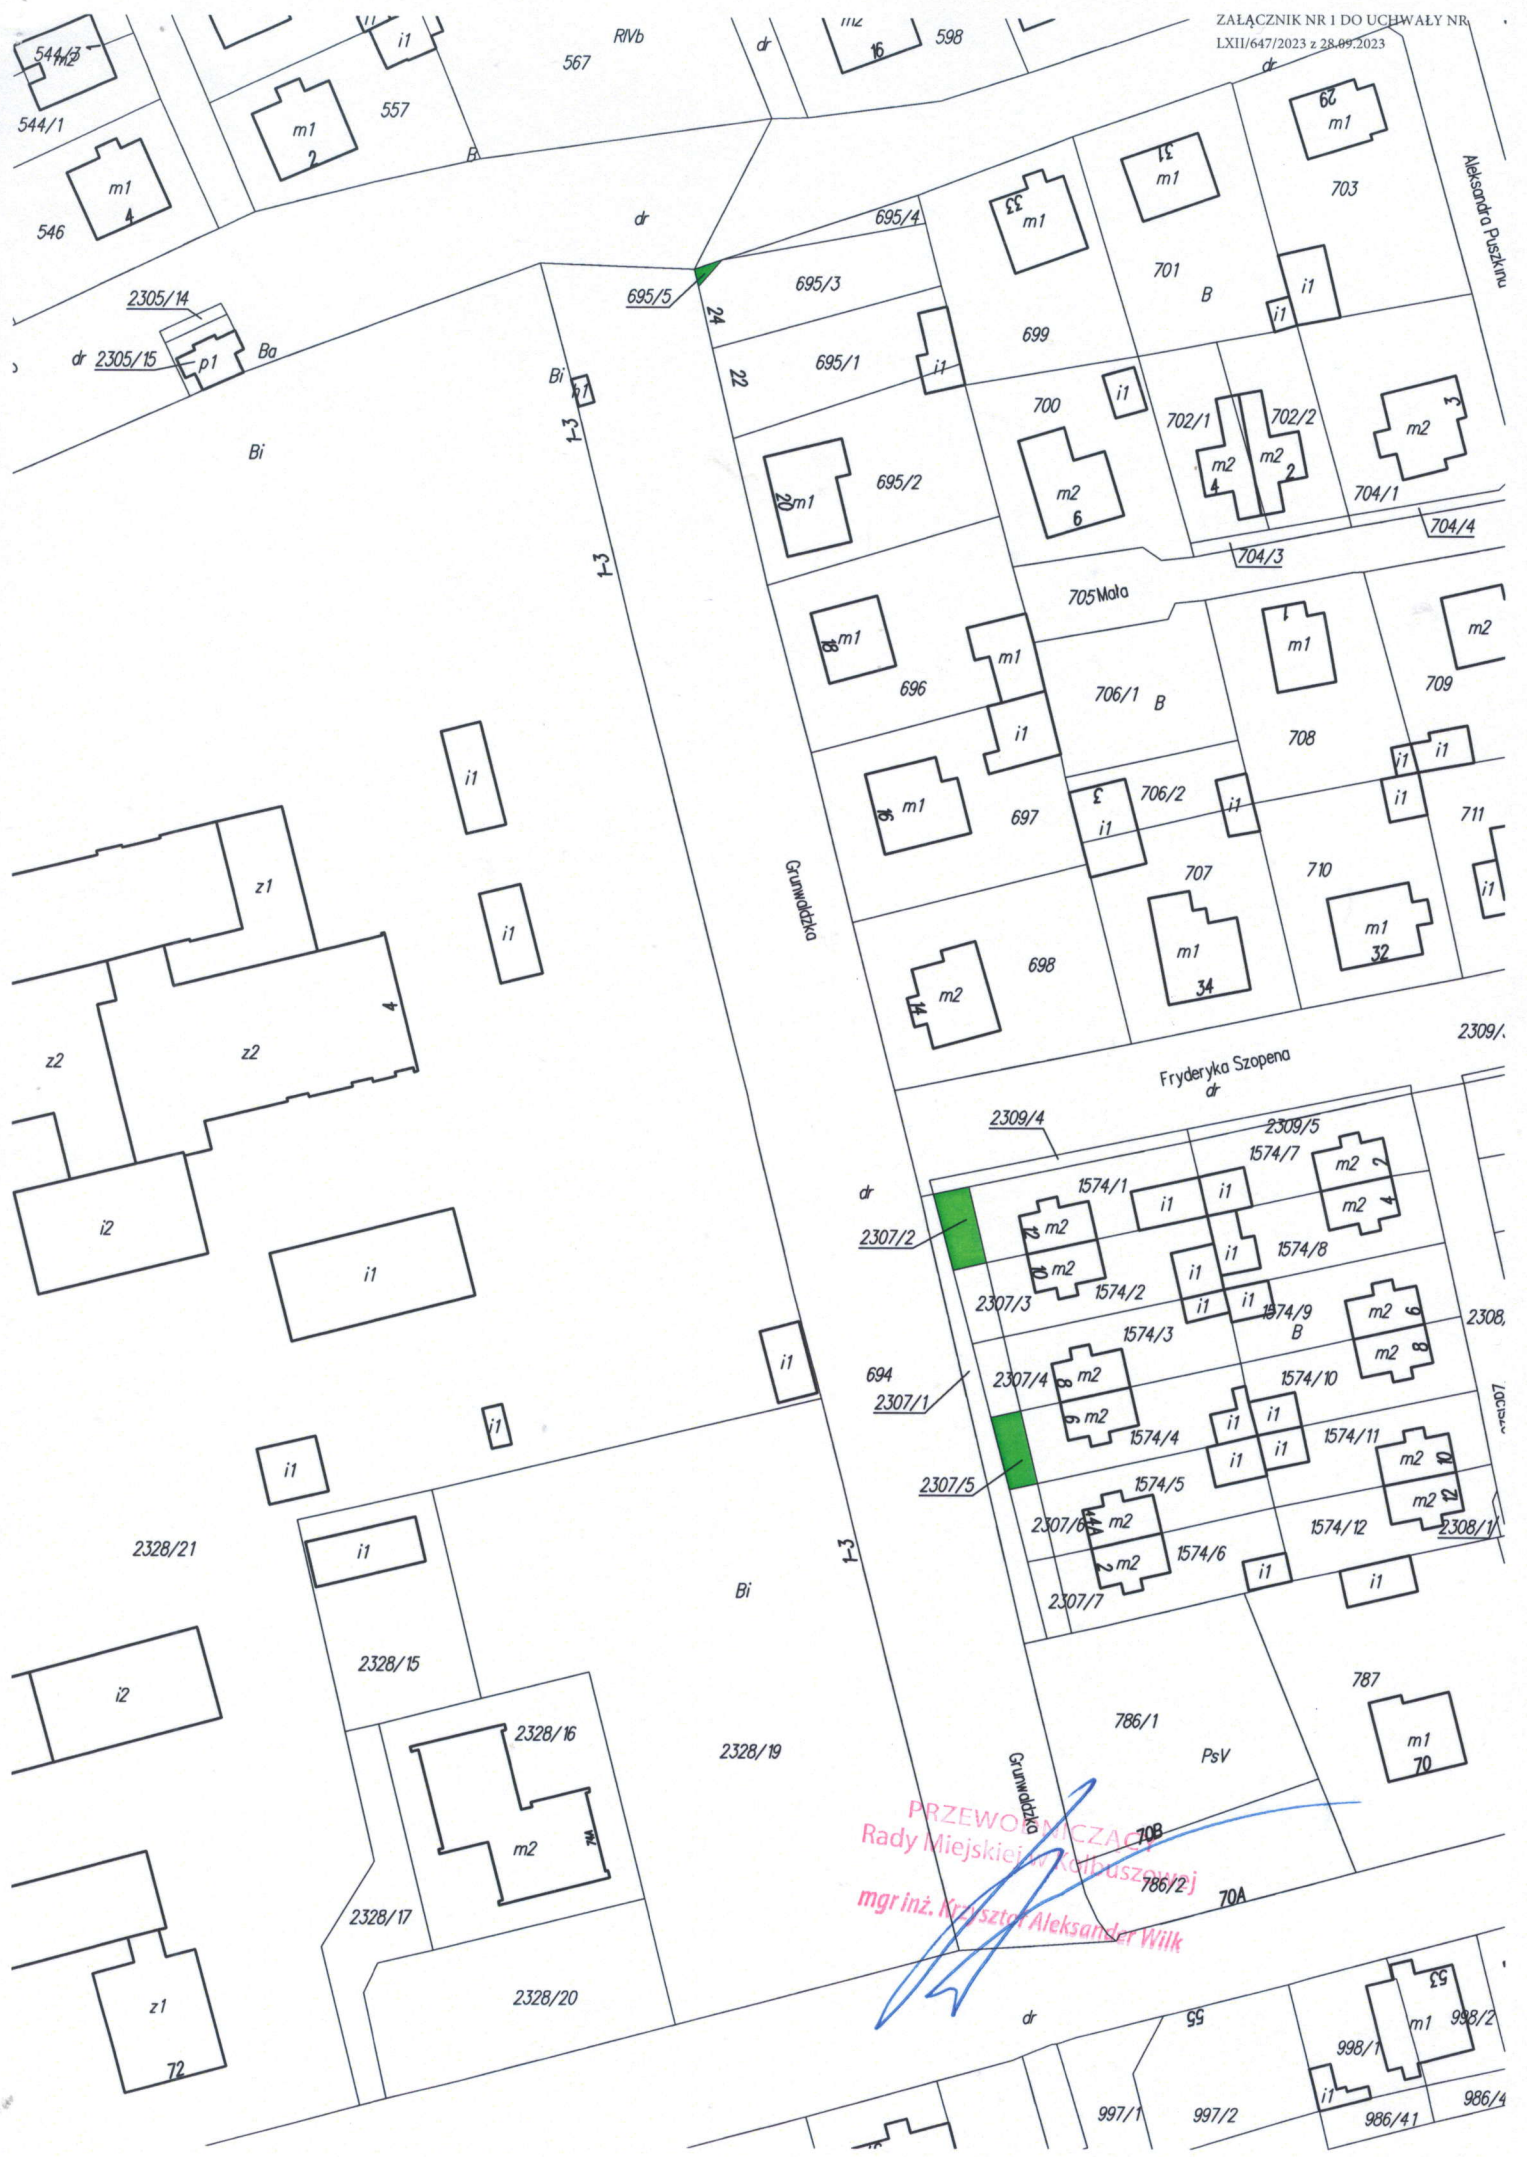 ZAŁĄCZNIK NR 1 DO UCHWAŁY NR
LXII/647/2023 z 28.09.2023
544/3
i1
RIVb
567
dr
m2
16
598
dr
29
m1
544/1
m1
2
557
B
31
m1
703
Aleksandra Puszkina
m1
4
546
33
m1
dr
695/4
701
B
i1
i1
2305/14
695/5
695/3
24
699
dr
2305/15
p1
Ba
Bi
1-3
22
695/1
i1
700
i1
702/1
702/2
m2
3
Bi
20
m1
695/2
m2
6
m2
4
m2
2
704/1
704/4
1-3
704/3
705
Mała
18
m1
696
m1
1
m1
m2
709
706/1
B
708
i1
i1
i1
i1
16
m1
697
3
i1
706/2
i1
i1
711
z1
Grunwaldzka
707
710
i1
i1
m1
34
m1
32
698
14
m2
4
z2
z2
Fryderyka Szopena
dr
2309/4
2309/5
1574/7
m2
2
dr
1574/1
i1
i1
m2
4
2307/2
12
m2
i2
i1
10
m2
i1
i1
1574/8
2307/3
1574/2
i1
i1
1574/9
B
m2
6
1574/3
i1
694
2307/4
8
m2
m2
8
2307/1
1574/10
i1
6
m2
1574/4
i1
i1
1574/11
i1
i1
i1
m2
10
2307/5
1574/5
m2
12
2328/21
i1
2307/6
m2
1574/12
2308/1
1-3
2
m2
1574/6
i1
i1
Bi
2307/7
2328/15
787
i2
786/1
PsV
m1
70
2328/16
2328/19
Grunwaldzka
m2
PRZEWODNICZĄCY
Rady Miejskiej w Kolbuszowej
mgr inż. Krzysztof Aleksander Wilk
70B
786/2
70A
2328/17
z1
72
2328/20
dr
55
53
m1
998/1
998/2
i1
997/1
997/2
986/41